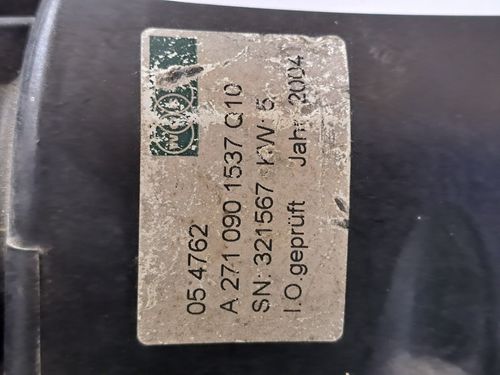 05 4762
A 271 090 1537 Q10
SN: 321567 KW: 5
I.O.geprüft Jahr: 2004